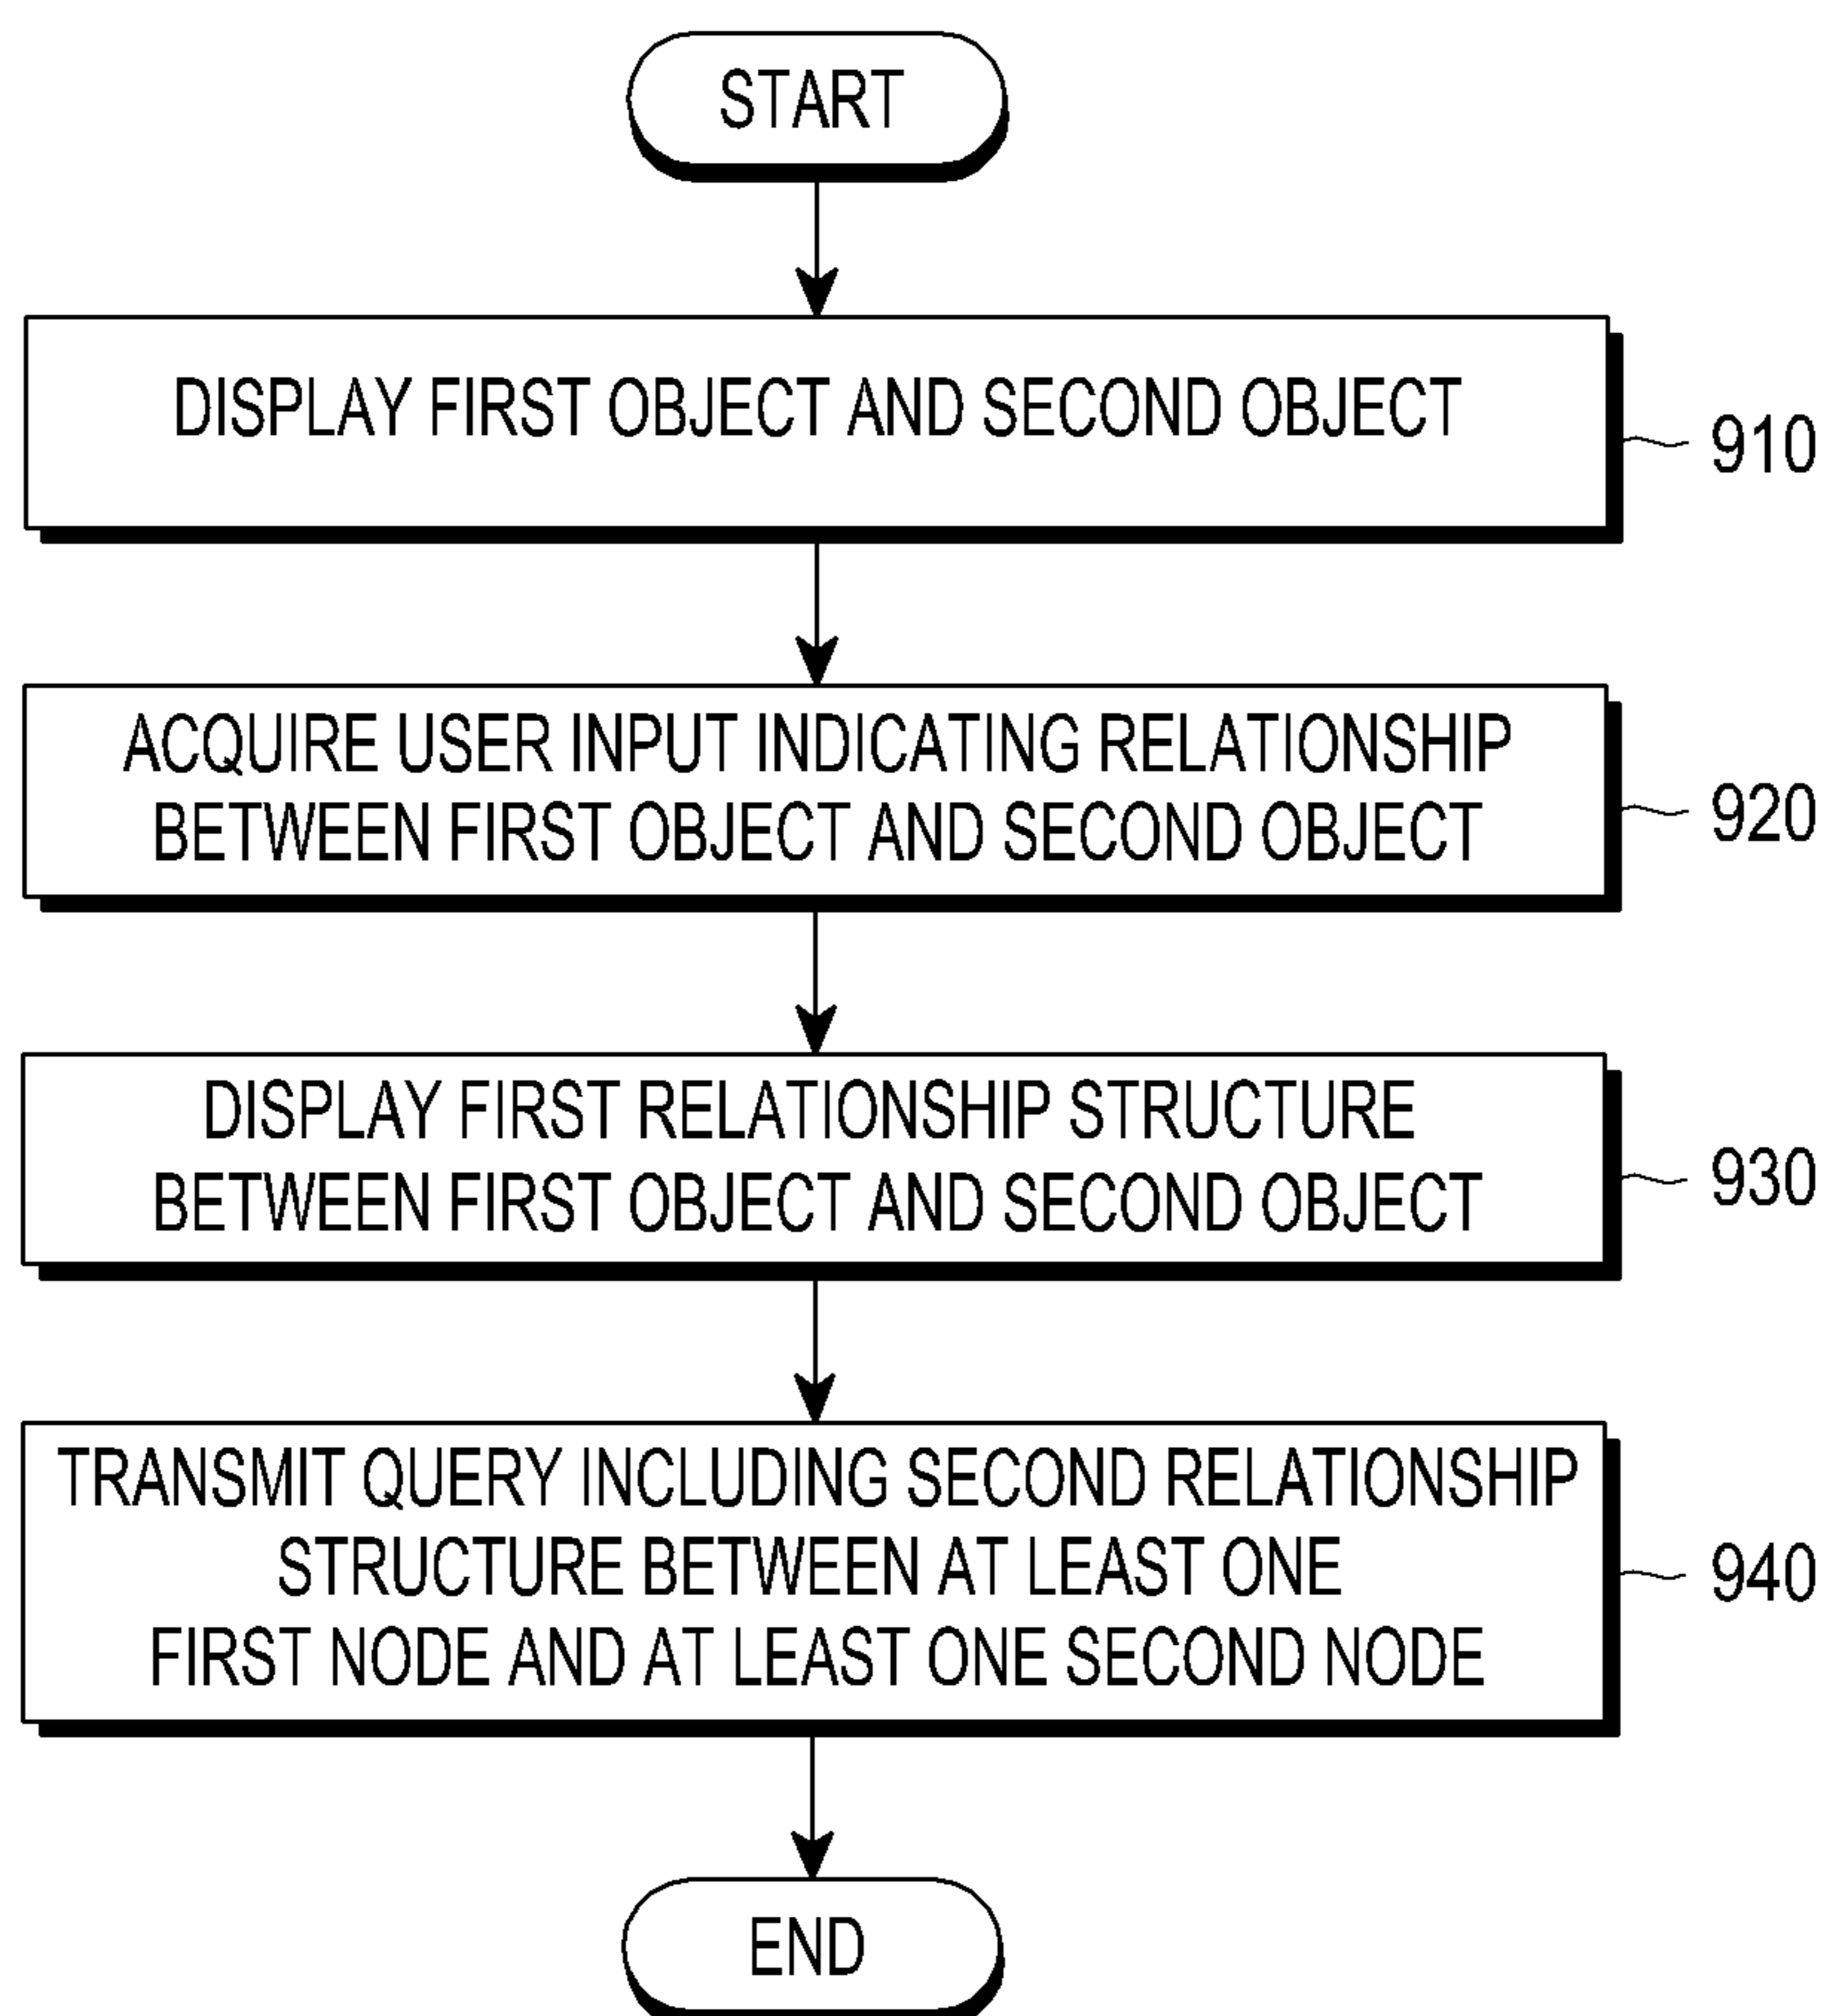 START
DISPLAY FIRST OBJECT AND SECOND OBJECT
910
ACQUIRE USER INPUT INDICATING RELATIONSHIP
BETWEEN FIRST OBJECT AND SECOND OBJECT
920
DISPLAY FIRST RELATIONSHIP STRUCTURE
BETWEEN FIRST OBJECT AND SECOND OBJECT
930
TRANSMIT QUERY INCLUDING SECOND RELATIONSHIP
STRUCTURE BETWEEN AT LEAST ONE
FIRST NODE AND AT LEAST ONE SECOND NODE
940
END